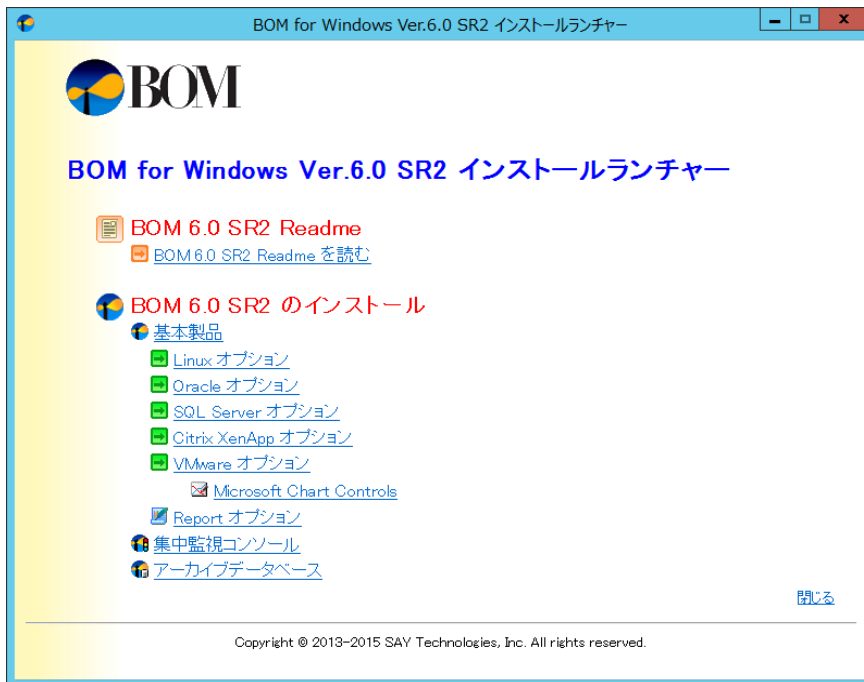 BOM for Windows Ver.6.0 SR2 インストールランチャー
BOM
BOM for Windows Ver.6.0 SR2 インストールランチャー
BOM 6.0 SR2 Readme
BOM 6.0 SR2 Readme を読む
BOM 6.0 SR2 のインストール
基本製品
Linux オプション
Oracle オプション
SQL Server オプション
Citrix XenApp オプション
VMware オプション
Microsoft Chart Controls
Report オプション
集中監視コンソール
アーカイブデータベース
閉じる
Copyright © 2013-2015 SAY Technologies, Inc. All rights reserved.